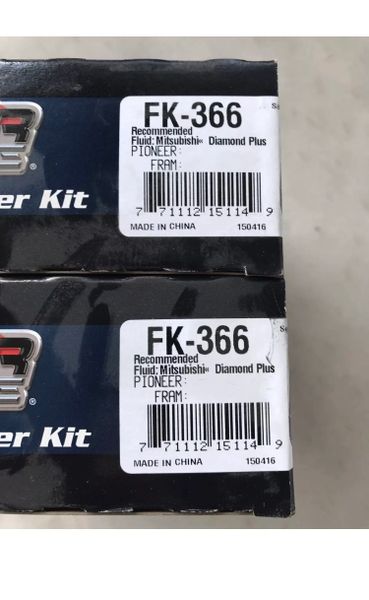 FK-366
Recommended
Fluid: Mitsubishi« Diamond Plus
PIONEER:
FRAM:
7 71112 15114 9
MADE IN CHINA 150416
er Kit
FK-366
Recommended
Fluid: Mitsubishi« Diamond Plus
PIONEER:
FRAM:
7 71112 15114 9
MADE IN CHINA 150416
er Kit